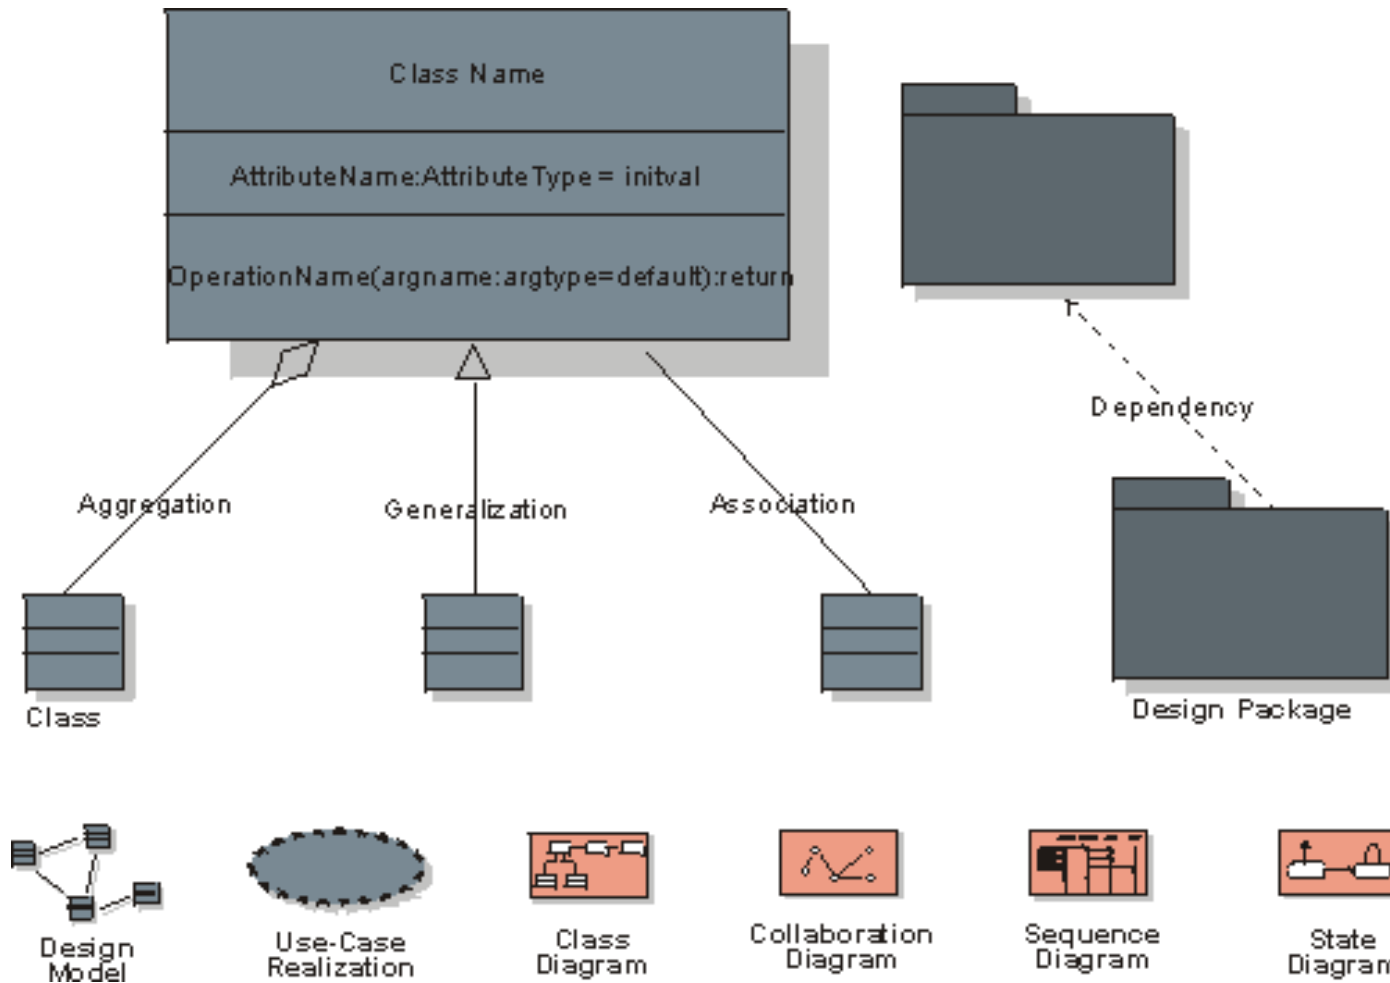 Class Name
AttributeName:AttributeType = initval
OperationName(argname:argtype=default):return
Dependency
Aggregation
Generalization
Association
Class
Design Package
Design
Model
Use-Case
Realization
Class
Diagram
Collaboration
Diagram
Sequence
Diagram
State
Diagram